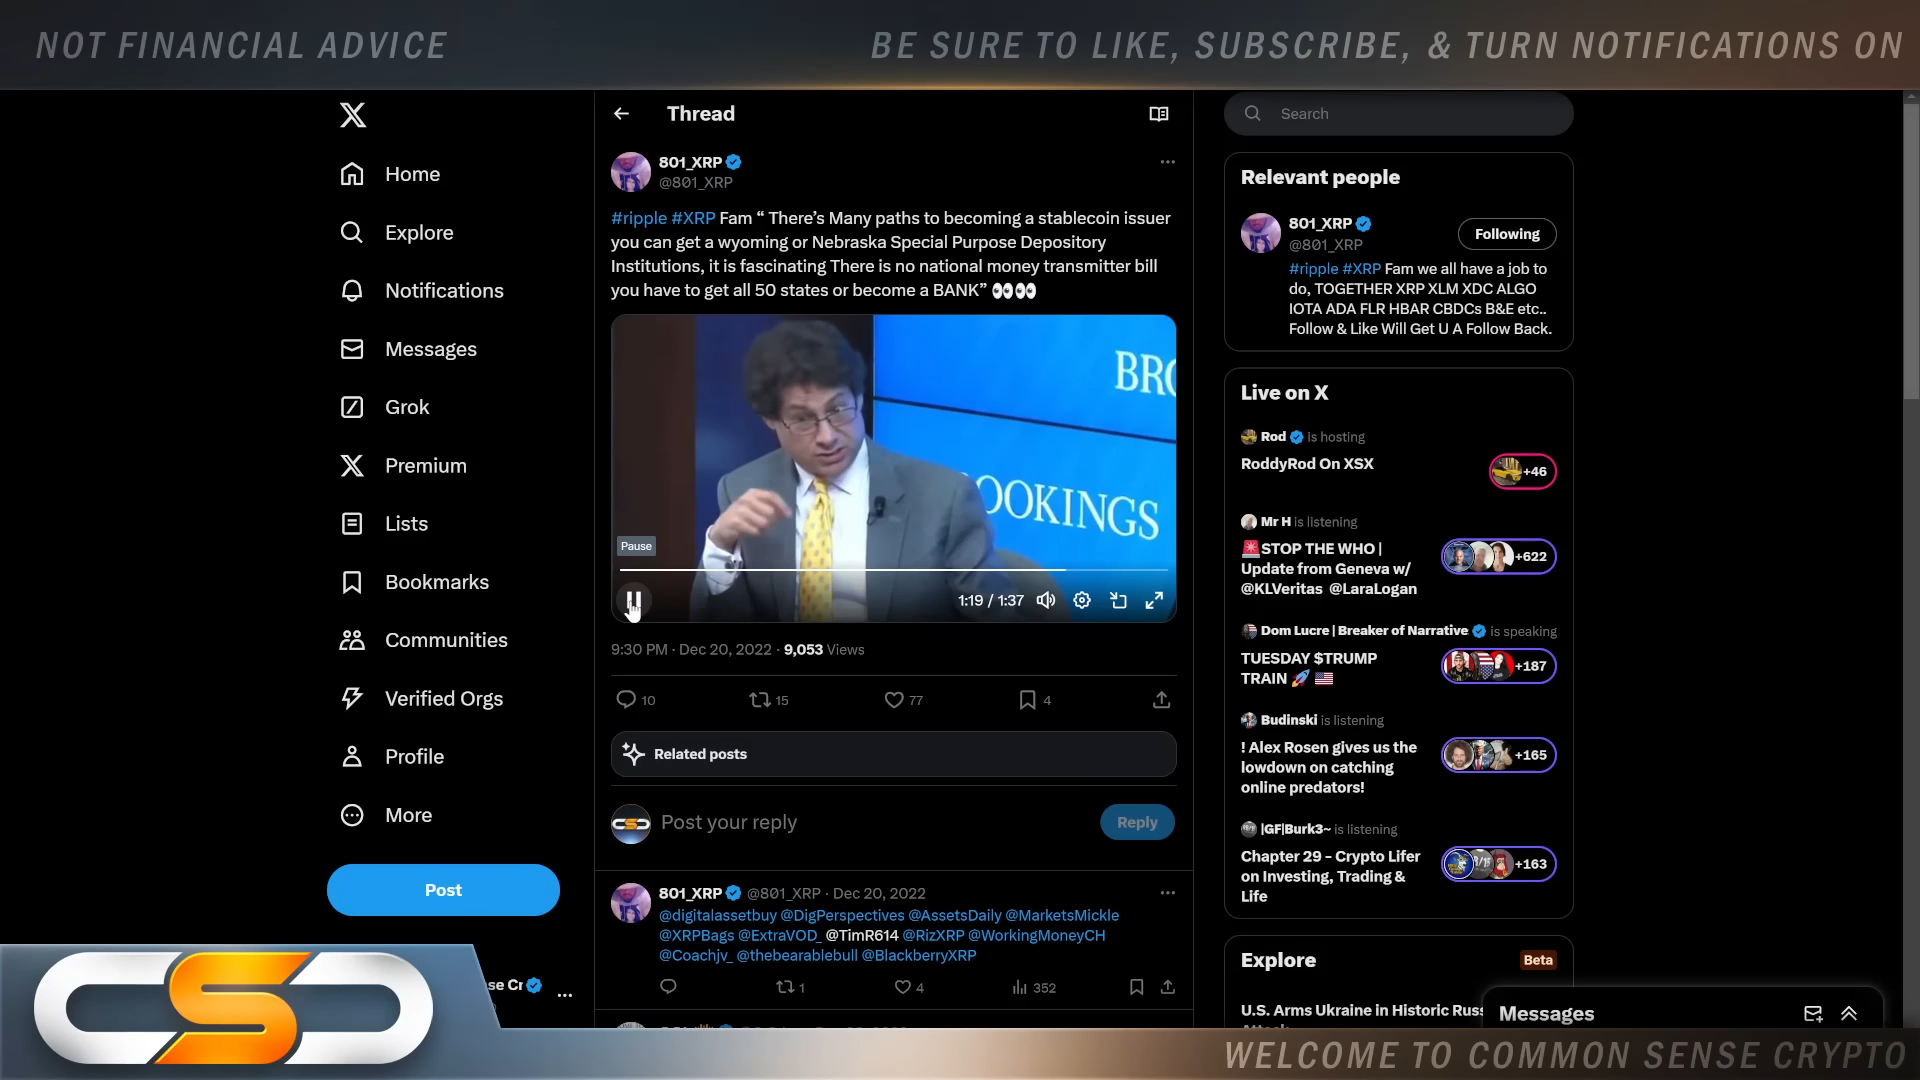 NOT FINANCIAL ADVICE
BE SURE TO LIKE, SUBSCRIBE, & TURN NOTIFICATIONS ON
Home
Explore
Notifications
Messages
Grok
Premium
Lists
Bookmarks
Communities
Verified Orgs
Profile
More
Post
se Cr
Thread
801_XRP
@801_XRP
#ripple #XRP Fam “ There’s Many paths to becoming a stablecoin issuer
you can get a wyoming or Nebraska Special Purpose Depository
Institutions, it is fascinating There is no national money transmitter bill
you have to get all 50 states or become a BANK” 👀👀
BRO
OOKINGS
Pause
1:19 / 1:37
9:30 PM · Dec 20, 2022 · 9,053 Views
10 15 77 4
Related posts
Post your reply
Reply
801_XRP @801_XRP · Dec 20, 2022
@digitalassetbuy @DigPerspectives @AssetsDaily @MarketsMickle
@XRPBags @ExtraVOD_ @TimR614 @RizXRP @WorkingMoneyCH
@Coachjv_ @thebearablebull @BlackberryXRP
1 4 352
Search
Relevant people
801_XRP
@801_XRP
Following
#ripple #XRP Fam we all have a job to
do, TOGETHER XRP XLM XDC ALGO
IOTA ADA FLR HBAR CBDCs B&E etc..
Follow & Like Will Get U A Follow Back.
Live on X
Rod is hosting
RoddyRod On XSX
+46
Mr H is listening
🚨STOP THE WHO |
Update from Geneva w/
@KLVeritas @LaraLogan
+622
Dom Lucre | Breaker of Narrative is speaking
TUESDAY $TRUMP
TRAIN 🚀 🇺🇸
+187
Budinski is listening
! Alex Rosen gives us the
lowdown on catching
online predators!
+165
|GF|Burk3~ is listening
Chapter 29 - Crypto Lifer
on Investing, Trading &
Life
+163
Explore
Beta
U.S. Arms Ukraine in Historic Russ
Messages
CSC
WELCOME TO COMMON SENSE CRYPTO